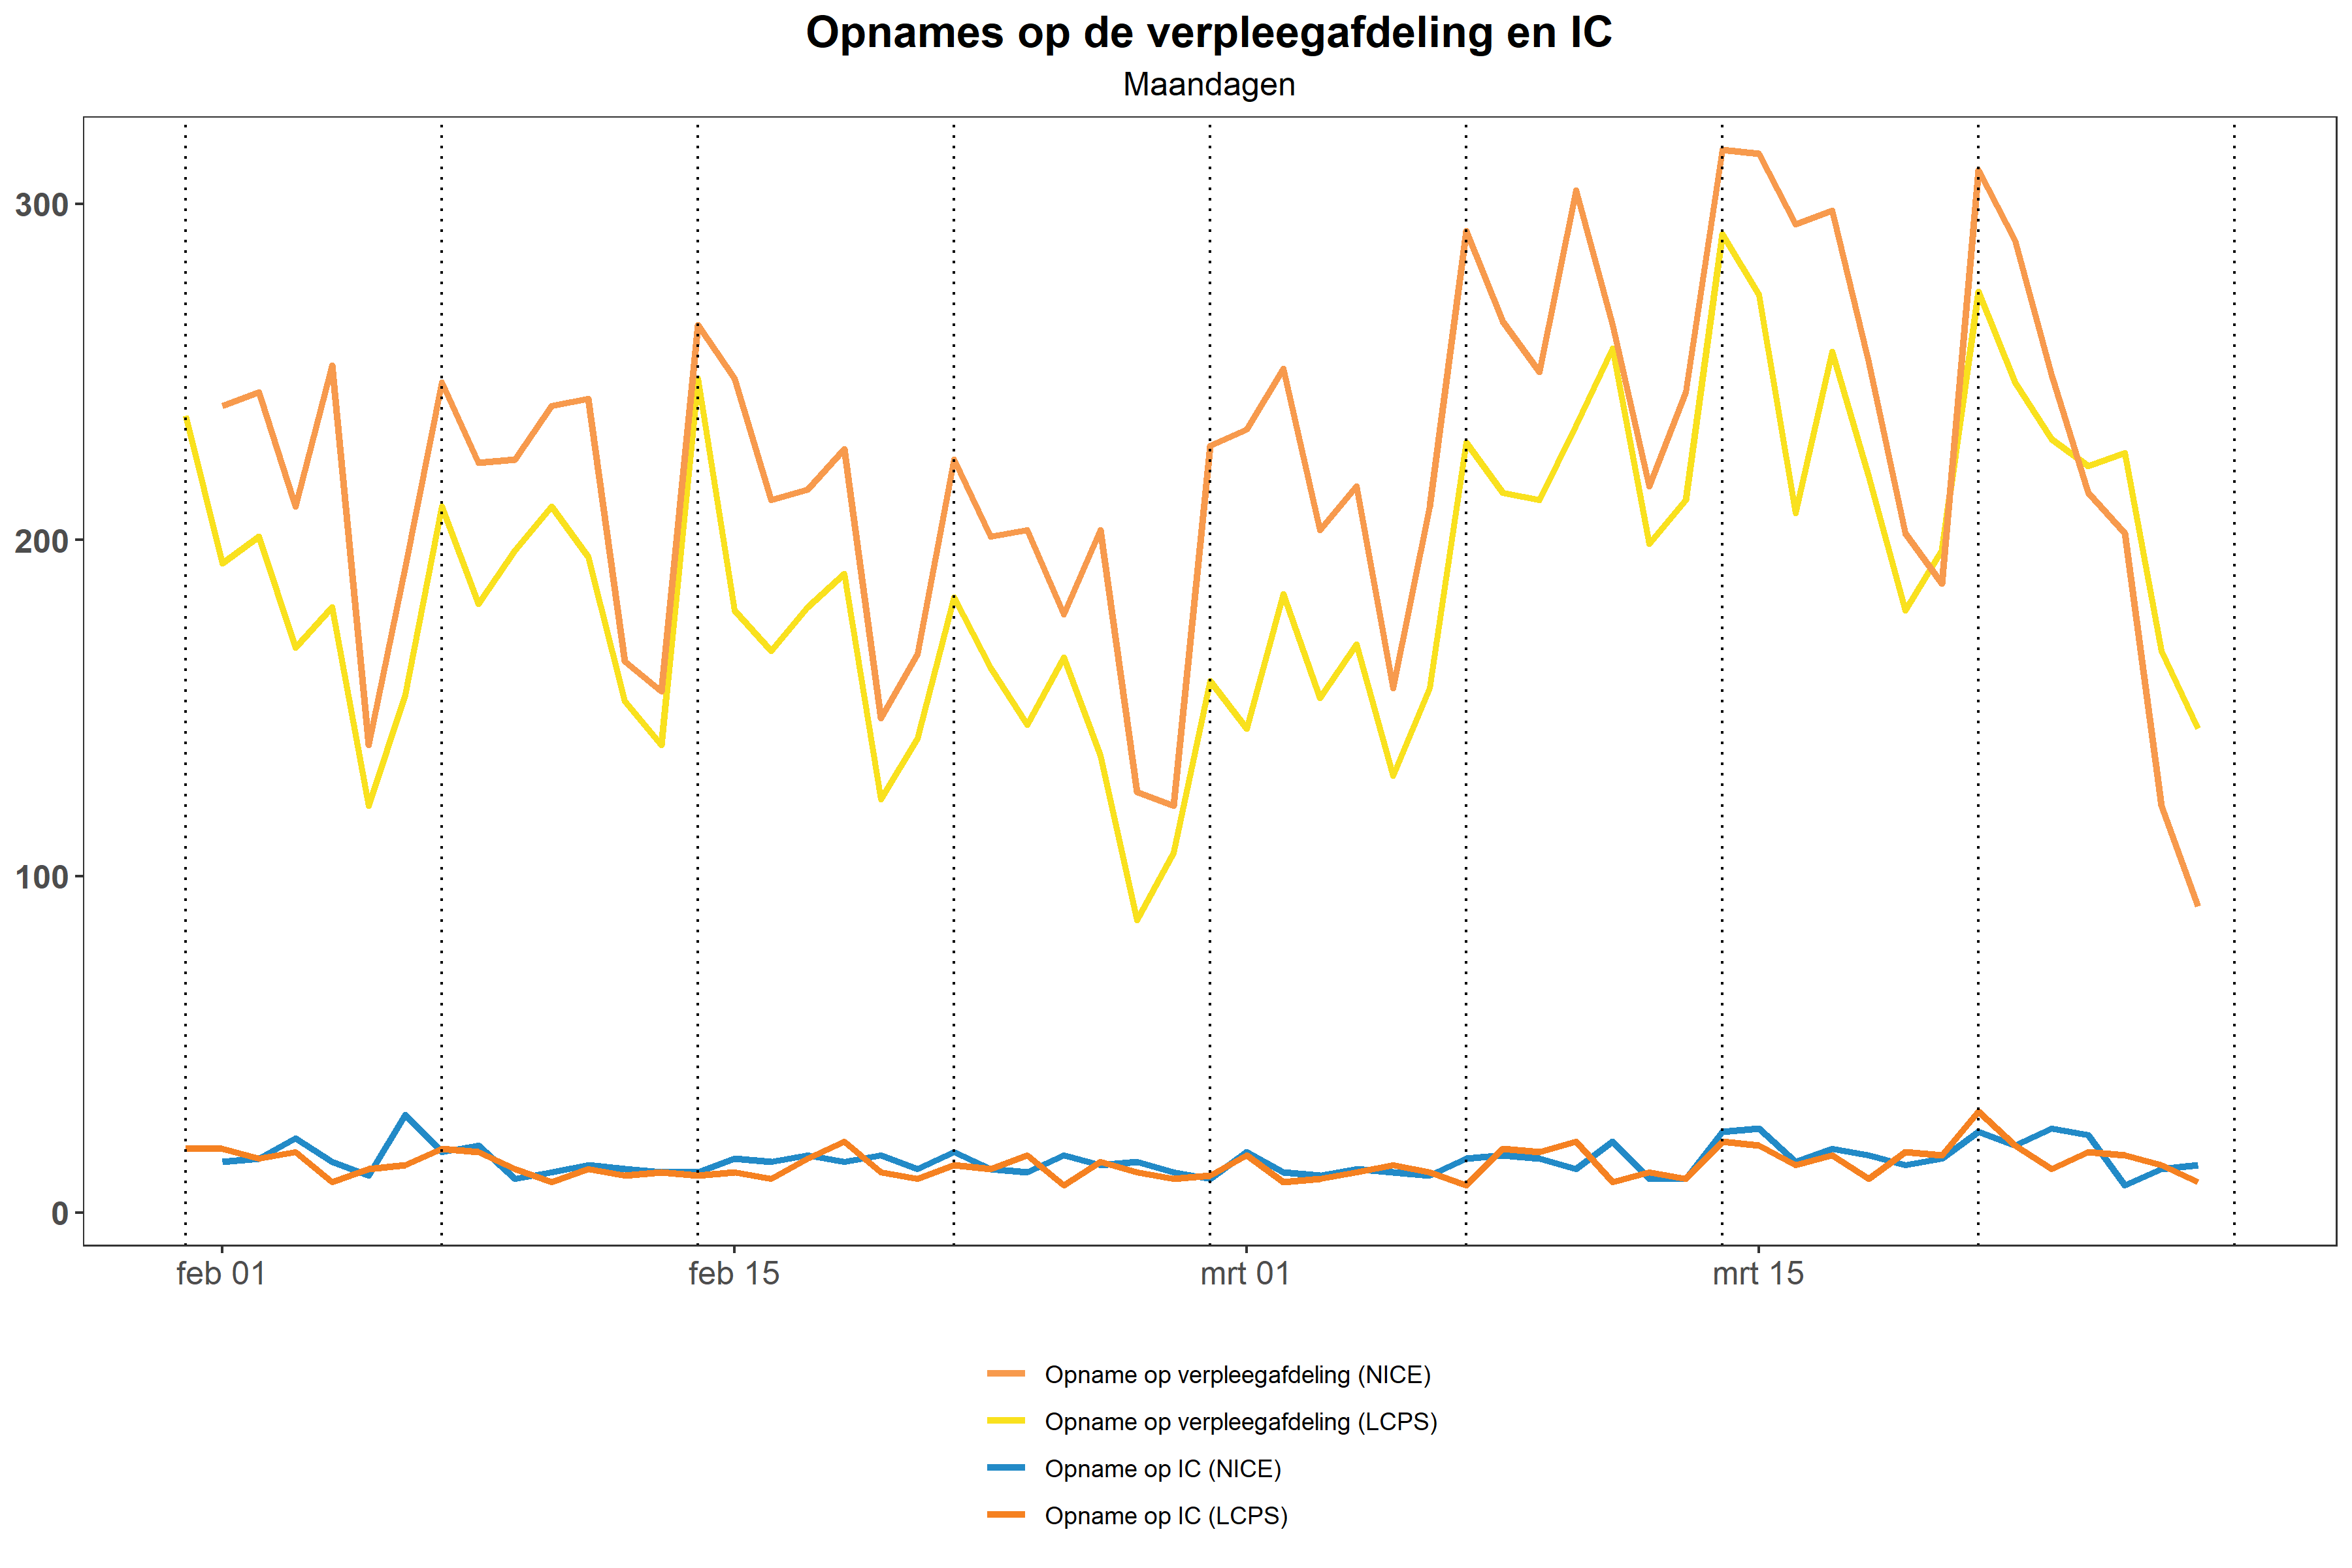 Opnames op de verpleegafdeling en IC
Maandagen
300
200
100
0
feb 01
feb 15
mrt 01
mrt 15
Opname op verpleegafdeling (NICE)
Opname op verpleegafdeling (LCPS)
Opname op IC (NICE)
Opname op IC (LCPS)